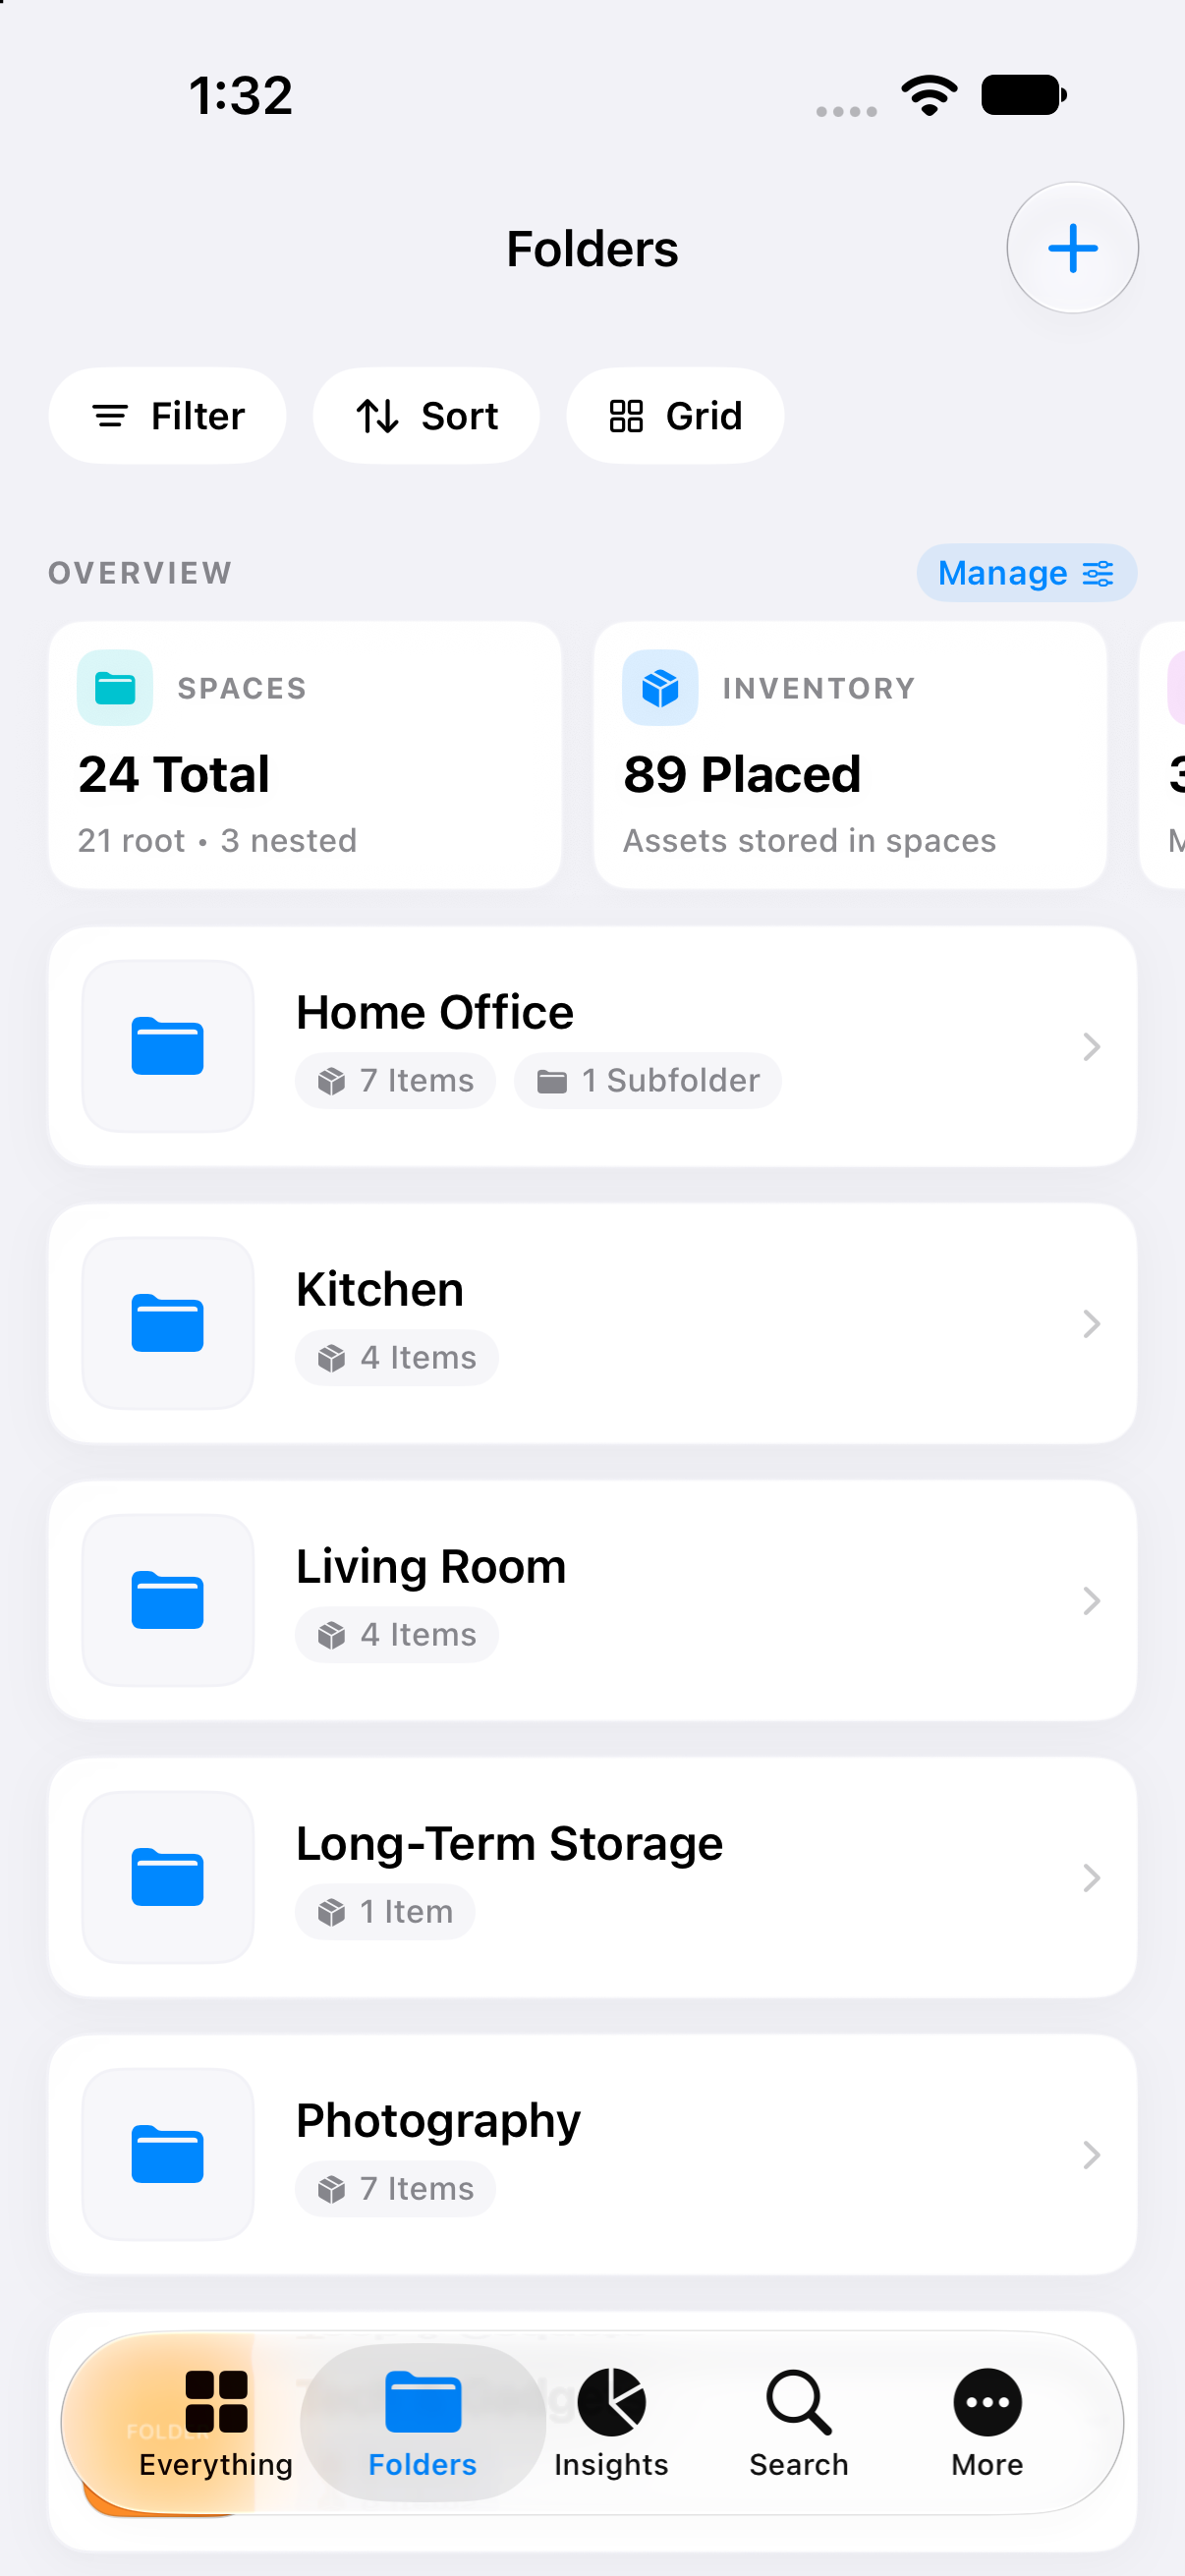 1:32
Folders
Filter
Sort
Grid
OVERVIEW
Manage
SPACES
INVENTORY
24 Total
89 Placed
3
21 root • 3 nested
Assets stored in spaces
M
Home Office
7 Items
1 Subfolder
Kitchen
4 Items
Living Room
4 Items
Long-Term Storage
1 Item
Photography
7 Items
FOLDER
Everything
Folders
Insights
Search
More